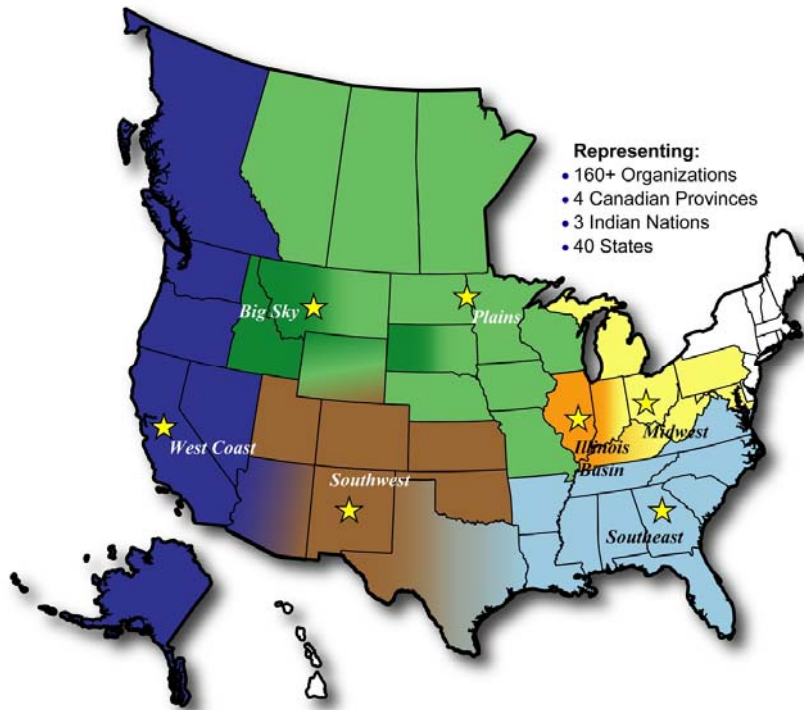 Representing:
• 160+ Organizations
• 4 Canadian Provinces
• 3 Indian Nations
• 40 States
Big Sky
Plains
West Coast
Southwest
Illinois
Basin
Midwest
Southeast